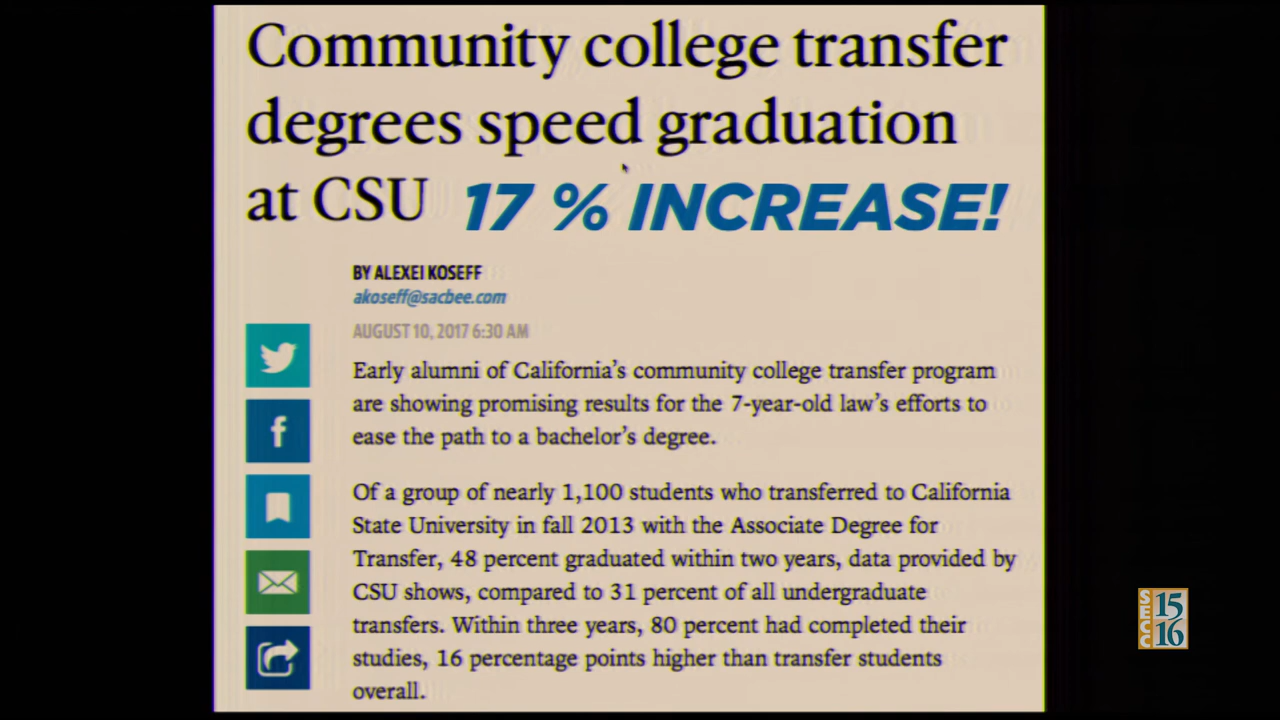 Community college transfer
degrees speed graduation
at CSU 17 % INCREASE!
BY ALEXEI KOSEFF
akoseff@sacbee.com
AUGUST 10, 2017 6:30 AM
Early alumni of California’s community college transfer program
are showing promising results for the 7-year-old law’s efforts to
ease the path to a bachelor’s degree.
Of a group of nearly 1,100 students who transferred to California
State University in fall 2013 with the Associate Degree for
Transfer, 48 percent graduated within two years, data provided by
CSU shows, compared to 31 percent of all undergraduate
transfers. Within three years, 80 percent had completed their
studies, 16 percentage points higher than transfer students
overall.
SECC
15
16